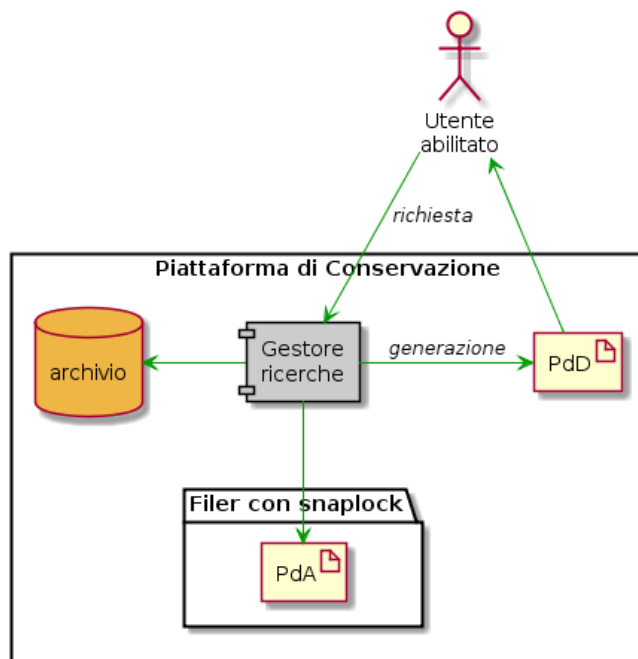 Utente
abilitato
richiesta
Piattaforma di Conservazione
archivio
Gestore
ricerche
generazione
PdD
Filer con snaplock
PdA